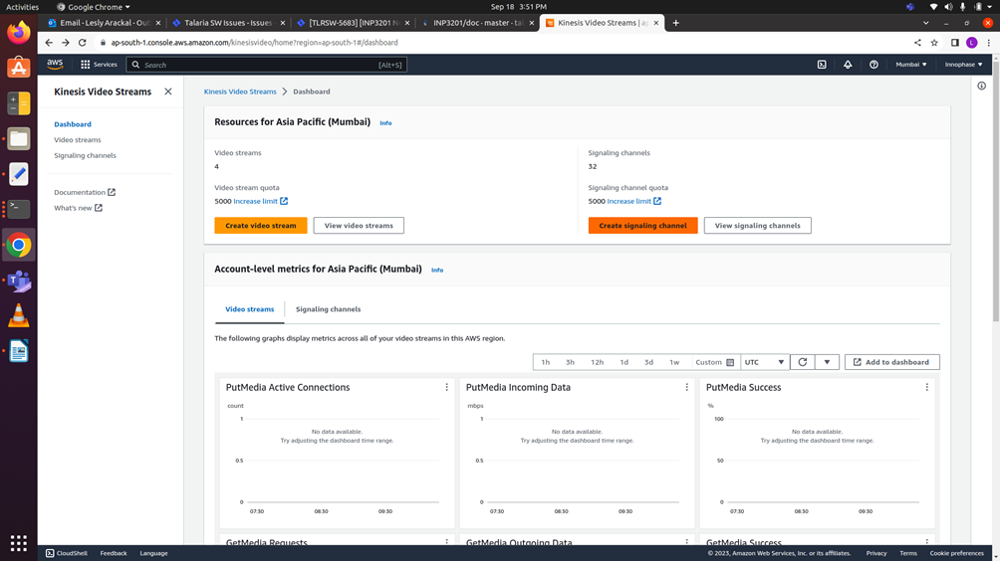 Activities
Google Chrome
Sep 18 3:51 PM
Email - Lesly Arackal - Out
Talaria SW Issues - Issues
[TLRSW-5683] [INP3201 N
INP3201/doc - master - ta
Kinesis Video Streams | ap
ap-south-1.console.aws.amazon.com/kinesisvideo/home?region=ap-south-1#/dashboard
L
aws
Services
Search
[Alt+S]
Mumbai
Innophase
Kinesis Video Streams
Dashboard
Video streams
Signaling channels
Documentation
What's new
Kinesis Video Streams
Dashboard
Resources for Asia Pacific (Mumbai)
Info
Video streams
4
Video stream quota
5000 Increase limit
Create video stream
View video streams
Signaling channels
32
Signaling channel quota
5000 Increase limit
Create signaling channel
View signaling channels
Account-level metrics for Asia Pacific (Mumbai)
Info
Video streams
Signaling channels
The following graphs display metrics across all of your video streams in this AWS region.
1h 3h 12h 1d 3d 1w Custom
UTC
Add to dashboard
PutMedia Active Connections
count
1
No data available.
Try adjusting the dashboard time range.
0.5
0
07:30 08:30 09:30
PutMedia Incoming Data
mbps
1
No data available.
Try adjusting the dashboard time range.
0.5
0
07:30 08:30 09:30
PutMedia Success
%
100
No data available.
Try adjusting the dashboard time range.
50
0
07:30 08:30 09:30
GetMedia Requests
GetMedia Outgoing Data
GetMedia Success
CloudShell
Feedback
Language
© 2023, Amazon Web Services, Inc. or its affiliates.
Privacy
Terms
Cookie preferences